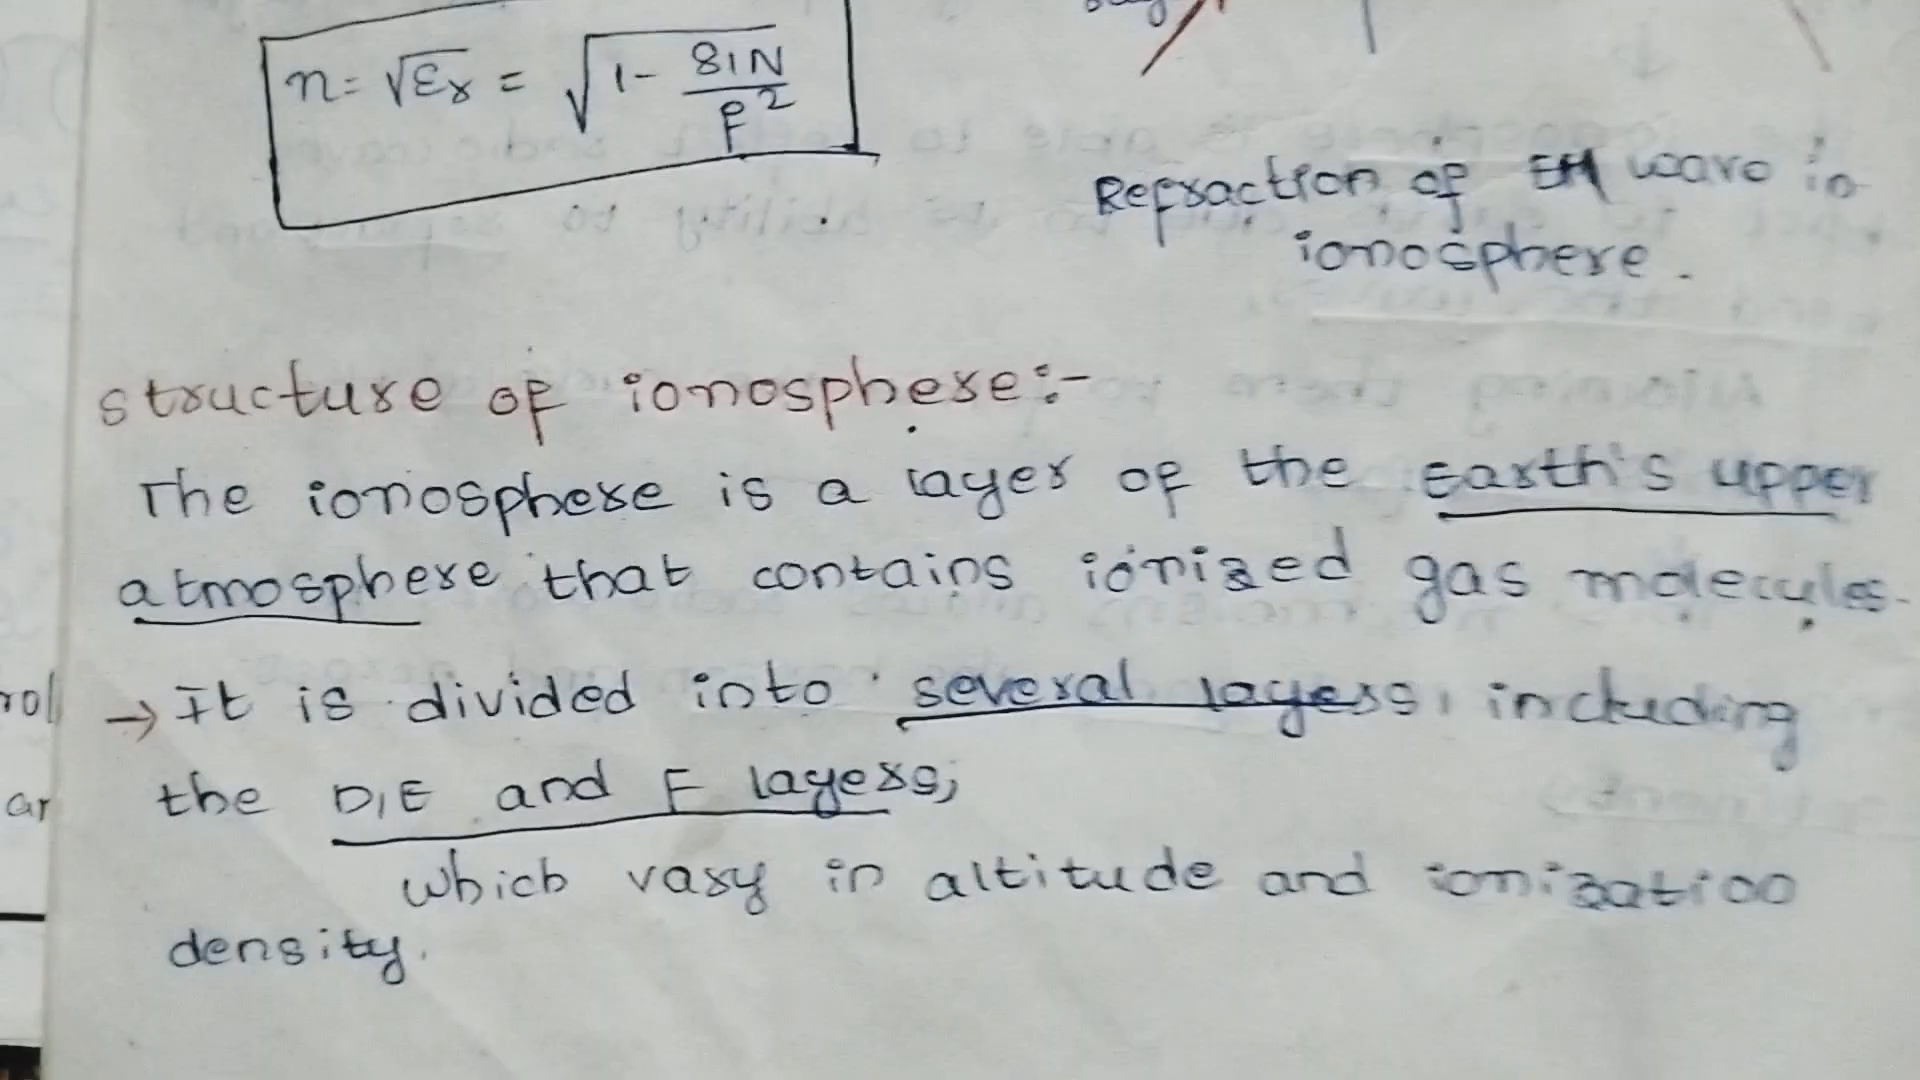 n = √εr = √1 - 81N/f²
Refraction of EM wave in
ionosphere.
structure of ionosphere:-
The ionosphere is a layer of the Earth's upper
atmosphere that contains ionized gas molecules.
rol
→ It is divided into several layers, including
ar
the D, E and F layers;
which vary in altitude and ionization
density.